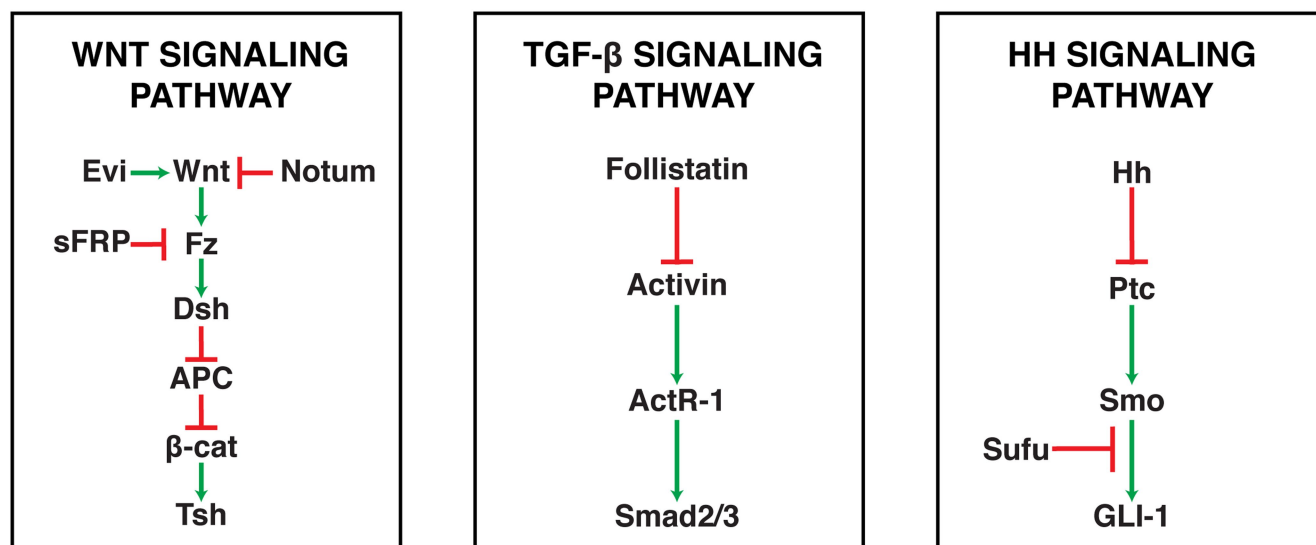 WNT SIGNALING
PATHWAY
Evi Wnt Notum
sFRP Fz
Dsh
APC
β-cat
Tsh
TGF-β SIGNALING
PATHWAY
Follistatin
Activin
ActR-1
Smad2/3
HH SIGNALING
PATHWAY
Hh
Ptc
Smo
Sufu
GLI-1